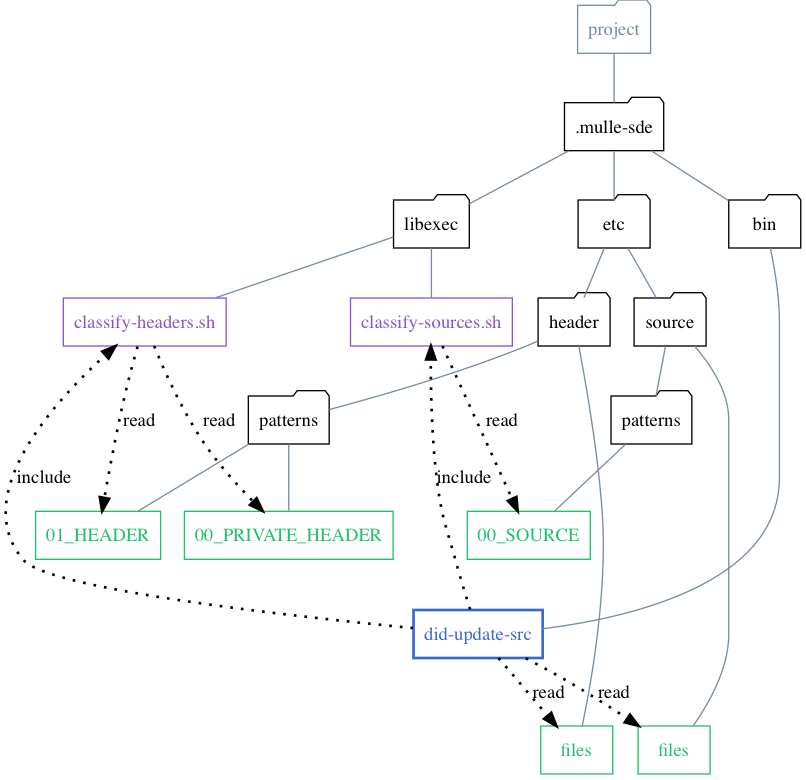 project
.mulle-sde
libexec
etc
bin
classify-headers.sh
classify-sources.sh
header
source
read
read
patterns
read
patterns
include
include
01_HEADER
00_PRIVATE_HEADER
00_SOURCE
did-update-src
read
read
files
files